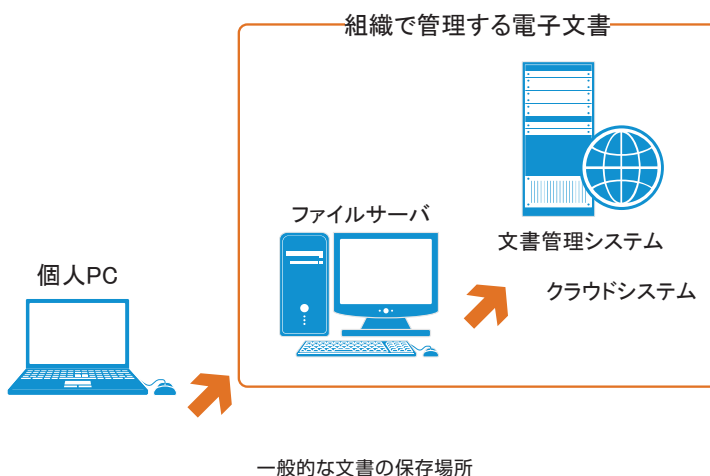 組織で管理する電子文書
ファイルサーバ
文書管理システム
個人PC
クラウドシステム
一般的な文書の保存場所